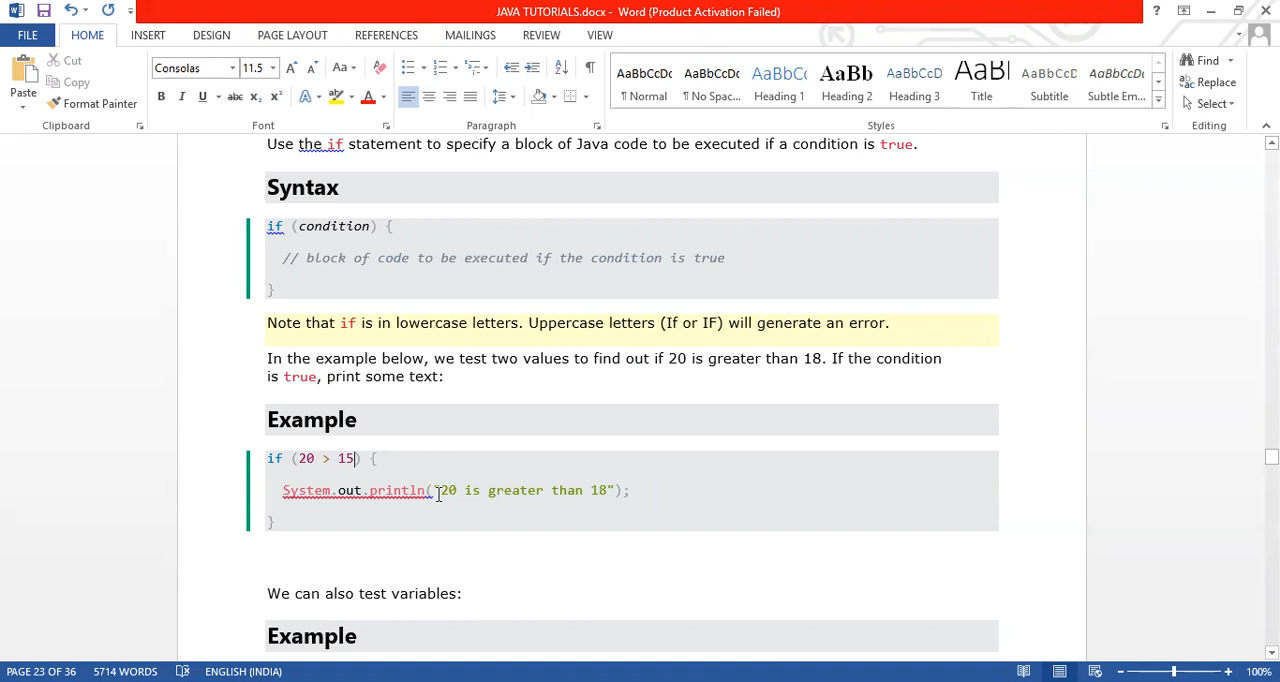 JAVA TUTORIALS.docx - Word (Product Activation Failed)
FILE HOME INSERT DESIGN PAGE LAYOUT REFERENCES MAILINGS REVIEW VIEW
Paste
Cut
Copy
Format Painter
Clipboard
Consolas 11.5
Font
Paragraph
AaBbCcDc AaBbCcDc AaBbCc AaBb AaBbCcD AaBl AaBbCcD AaBbCcDc
¶ Normal ¶ No Spac... Heading 1 Heading 2 Heading 3 Title Subtitle Subtle Em...
Styles
Find
Replace
Select
Editing
Use the if statement to specify a block of Java code to be executed if a condition is true.
Syntax
if (condition) {
// block of code to be executed if the condition is true
}
Note that if is in lowercase letters. Uppercase letters (If or IF) will generate an error.
In the example below, we test two values to find out if 20 is greater than 18. If the condition
is true, print some text:
Example
if (20 > 15) {
System.out.println("20 is greater than 18");
}
We can also test variables:
Example
PAGE 23 OF 36 5714 WORDS ENGLISH (INDIA) 100%